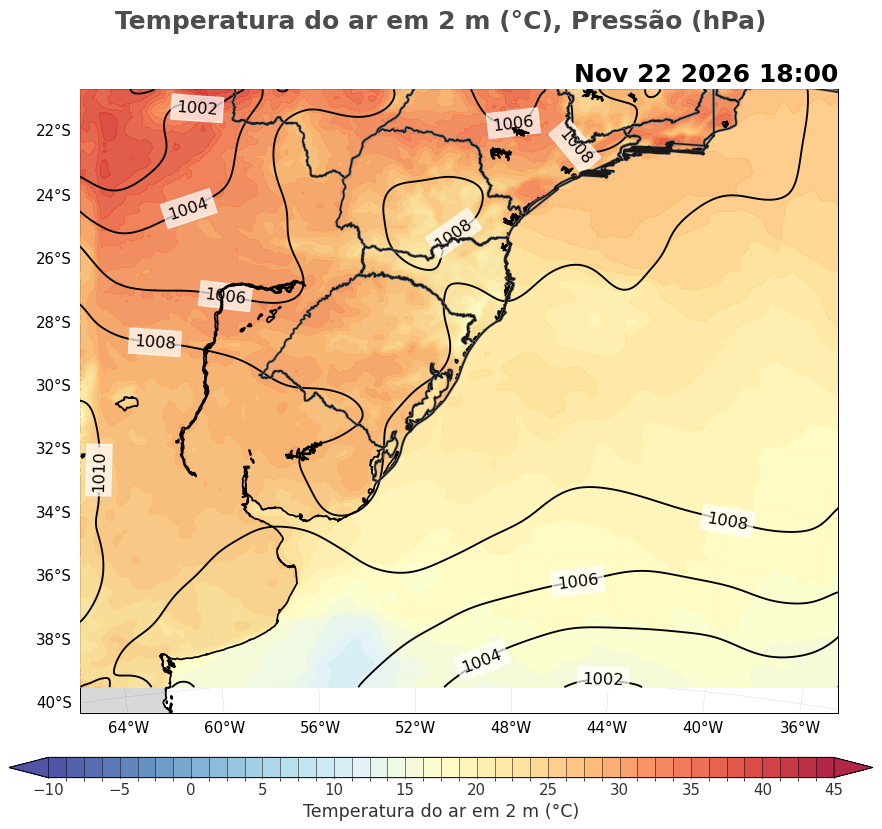 Temperatura do ar em 2 m (°C), Pressão (hPa)
Nov 22 2026 18:00
1002
1006
22°S
1008
24°S
1004
1008
26°S
1006
28°S
1008
30°S
32°S
1010
34°S
1008
36°S
1006
38°S
1004
1002
40°S
64°W 60°W 56°W 52°W 48°W 44°W 40°W 36°W
−10 −5 0 5 10 15 20 25 30 35 40 45
Temperatura do ar em 2 m (°C)